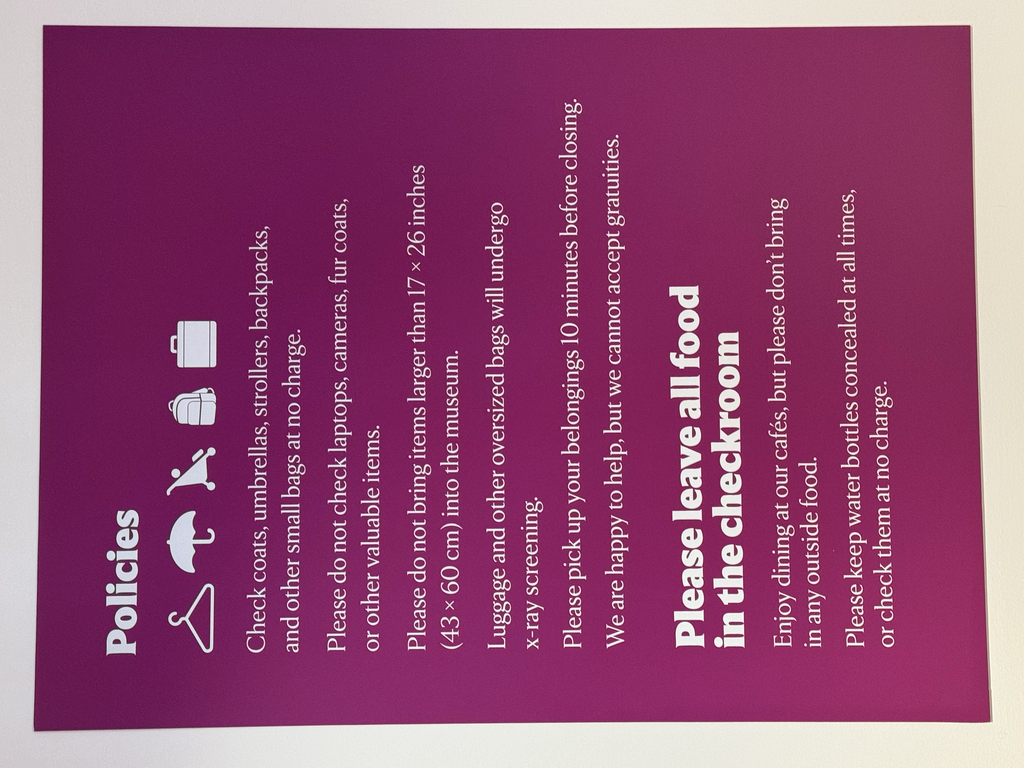 Policies
Check coats, umbrellas, strollers, backpacks,
and other small bags at no charge.
Please do not check laptops, cameras, fur coats,
or other valuable items.
Please do not bring items larger than 17 × 26 inches
(43 × 60 cm) into the museum.
Luggage and other oversized bags will undergo
x-ray screening.
Please pick up your belongings 10 minutes before closing.
We are happy to help, but we cannot accept gratuities.
Please leave all food
in the checkroom
Enjoy dining at our cafés, but please don't bring
in any outside food.
Please keep water bottles concealed at all times,
or check them at no charge.